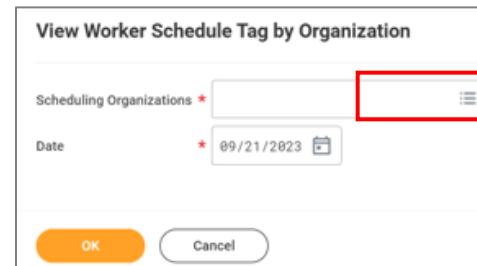 View Worker Schedule Tag by Organization
Scheduling Organizations *
Date * 09/21/2023
OK Cancel